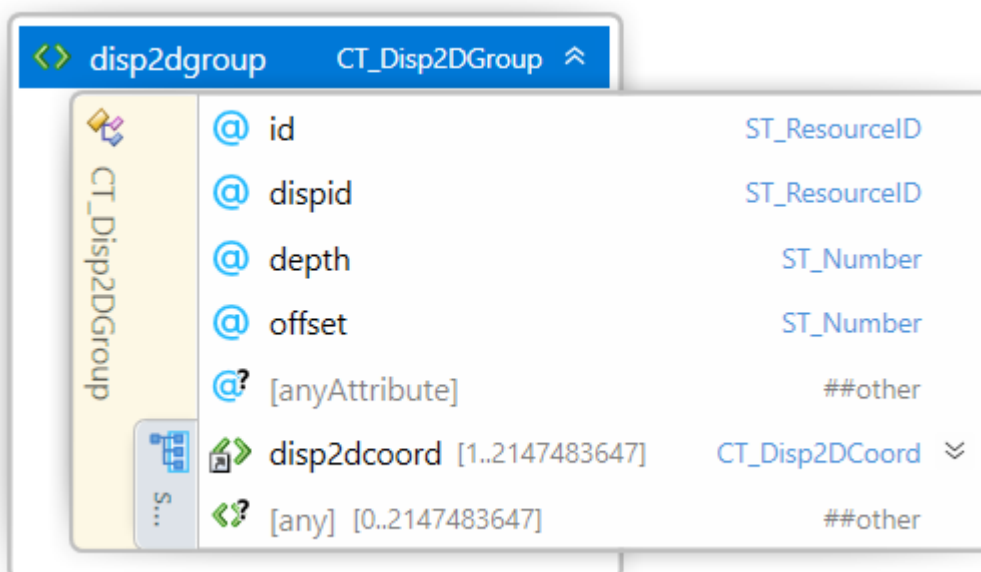 disp2dgroup CT_Disp2DGroup
CT_Disp2DGroup
@ id ST_ResourceID
@ dispid ST_ResourceID
@ depth ST_Number
@ offset ST_Number
@? [anyAttribute] ##other
disp2dcoord [1..2147483647] CT_Disp2DCoord
S...
[any] [0..2147483647] ##other